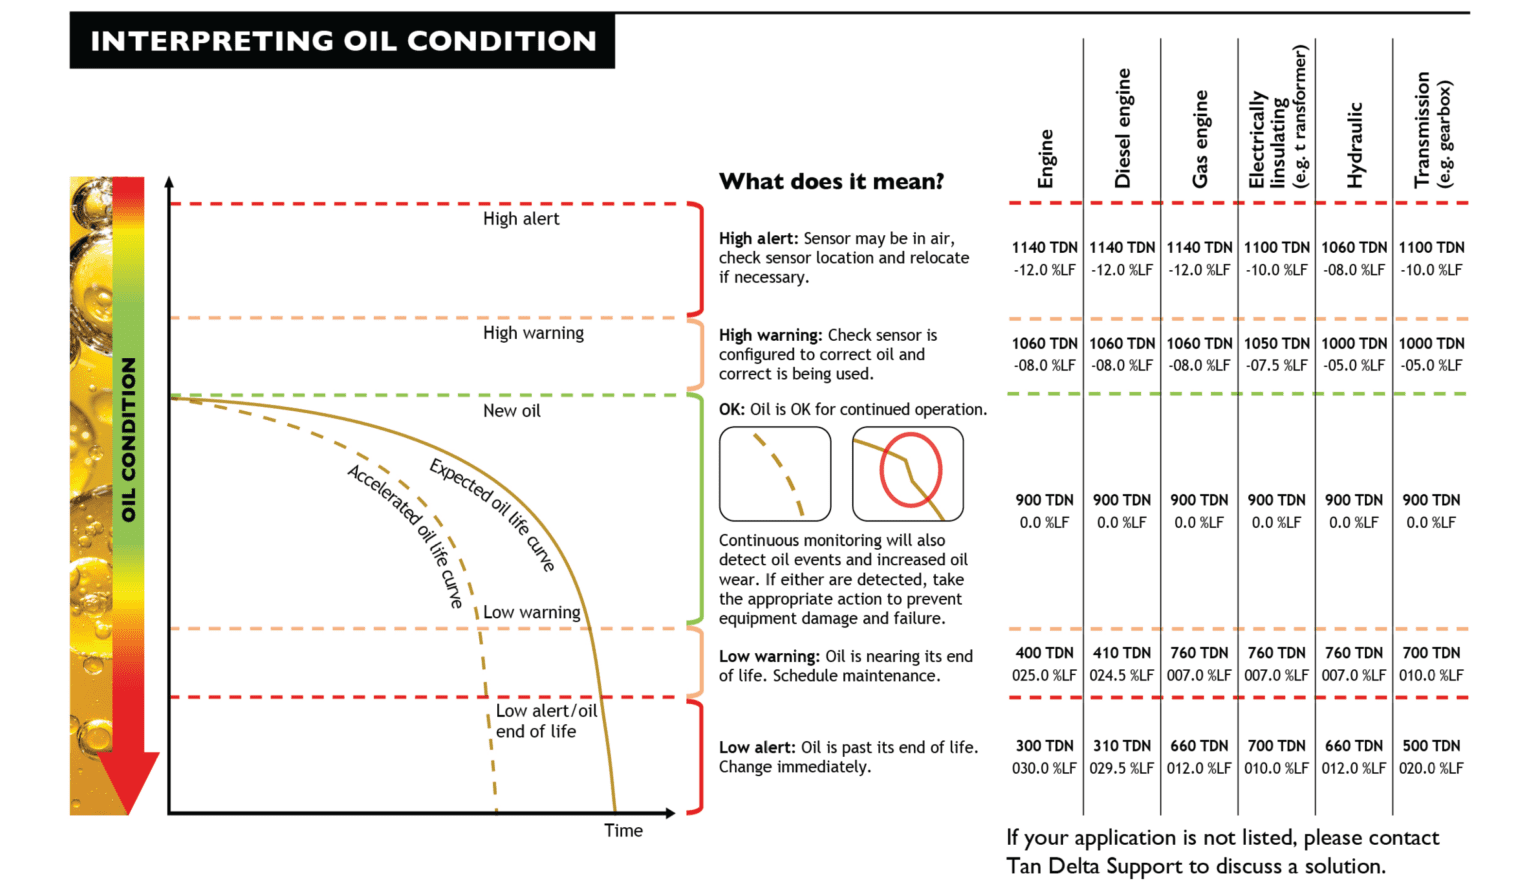 INTERPRETING OIL CONDITION
Engine
Diesel engine
Gas engine
Electrically
Iinsulating
(e.g. t ransformer)
Hydraulic
Transmission
(e.g. gearbox)
OIL CONDITION
High alert
High warning
New oil
Expected oil life curve
Accelerated oil life curve
Low warning
Low alert/oil
end of life
Time
What does it mean?
High alert: Sensor may be in air,
check sensor location and relocate
if necessary.
1140 TDN 1140 TDN 1140 TDN 1100 TDN 1060 TDN 1100 TDN
-12.0 %LF -12.0 %LF -12.0 %LF -10.0 %LF -08.0 %LF -10.0 %LF
High warning: Check sensor is
configured to correct oil and
correct is being used.
1060 TDN 1060 TDN 1060 TDN 1050 TDN 1000 TDN 1000 TDN
-08.0 %LF -08.0 %LF -08.0 %LF -07.5 %LF -05.0 %LF -05.0 %LF
OK: Oil is OK for continued operation.
Continuous monitoring will also
detect oil events and increased oil
wear. If either are detected, take
the appropriate action to prevent
equipment damage and failure.
900 TDN 900 TDN 900 TDN 900 TDN 900 TDN 900 TDN
0.0 %LF 0.0 %LF 0.0 %LF 0.0 %LF 0.0 %LF 0.0 %LF
Low warning: Oil is nearing its end
of life. Schedule maintenance.
400 TDN 410 TDN 760 TDN 760 TDN 760 TDN 700 TDN
025.0 %LF 024.5 %LF 007.0 %LF 007.0 %LF 007.0 %LF 010.0 %LF
Low alert: Oil is past its end of life.
Change immediately.
300 TDN 310 TDN 660 TDN 700 TDN 660 TDN 500 TDN
030.0 %LF 029.5 %LF 012.0 %LF 010.0 %LF 012.0 %LF 020.0 %LF
If your application is not listed, please contact
Tan Delta Support to discuss a solution.